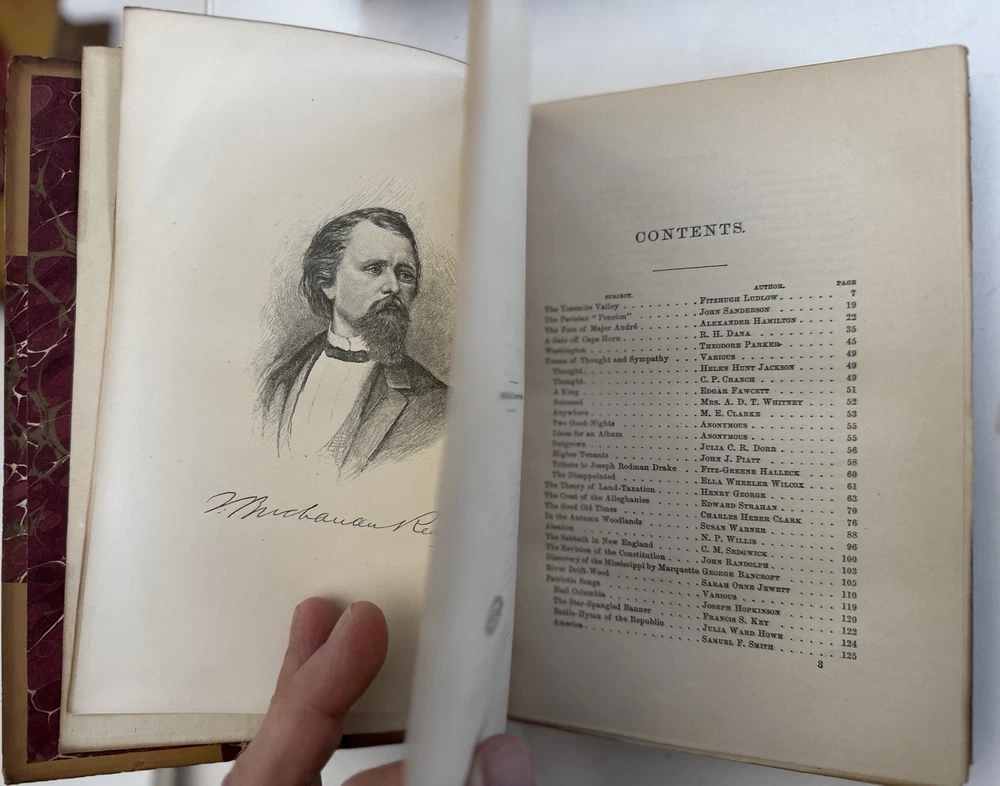 T. Buchanan Re
CONTENTS.
SUBJECT. AUTHOR. PAGE
The Yosemite Valley . . . . FITZHUGH LUDLOW . . . . 7
The Parisian "Pension" . . . . JOHN SANDERSON . . . . 19
The Fate of Major André . . . . ALEXANDER HAMILTON . . . . 22
A Gale off Cape Horn . . . . R. H. DANA . . . . 35
Washington . . . . THEODORE PARKER . . . . 45
Poems of Thought and Sympathy . . . . VARIOUS . . . . 49
Thought . . . . HELEN HUNT JACKSON . . . . 49
Thought . . . . C. P. CRANCH . . . . 49
A King . . . . EDGAR FAWCETT . . . . 51
Released . . . . MRS. A. D. T. WHITNEY . . . . 52
Anywhere . . . . M. E. CLARKE . . . . 53
Two Good-Nights . . . . ANONYMOUS . . . . 55
Lines for an Album . . . . ANONYMOUS . . . . 55
Outgrown . . . . JULIA C. R. DORR . . . . 56
Higher Tenants . . . . JOHN J. PIATT . . . . 58
Tribute to Joseph Rodman Drake . . FITZ-GREENE HALLECK . . . . 60
The Disappointed . . . . ELLA WHEELER WILCOX . . . . 61
The Theory of Land-Taxation . . . . HENRY GEORGE . . . . 63
The Crest of the Alleghanies . . . . EDWARD STRAHAN . . . . 70
The Good Old Times . . . . CHARLES HEBER CLARK . . . . 76
In the Autumn Woodlands . . . . SUSAN WARNER . . . . 88
Absalom . . . . N. P. WILLIS . . . . 96
The Sabbath in New England . . . . C. M. SEDGWICK . . . . 100
The Revision of the Constitution . . . . JOHN RANDOLPH . . . . 103
Discovery of the Mississippi by Marquette GEORGE BANCROFT . . . . 105
River Drift-Wood . . . . SARAH ORNE JEWETT . . . . 110
Patriotic Songs . . . . VARIOUS . . . . 119
Hail Columbia . . . . JOSEPH HOPKINSON . . . . 120
The Star-Spangled Banner . . . . FRANCIS S. KEY . . . . 122
Battle-Hymn of the Republic . . . . JULIA WARD HOWE . . . . 124
America . . . . SAMUEL F. SMITH . . . . 125
3